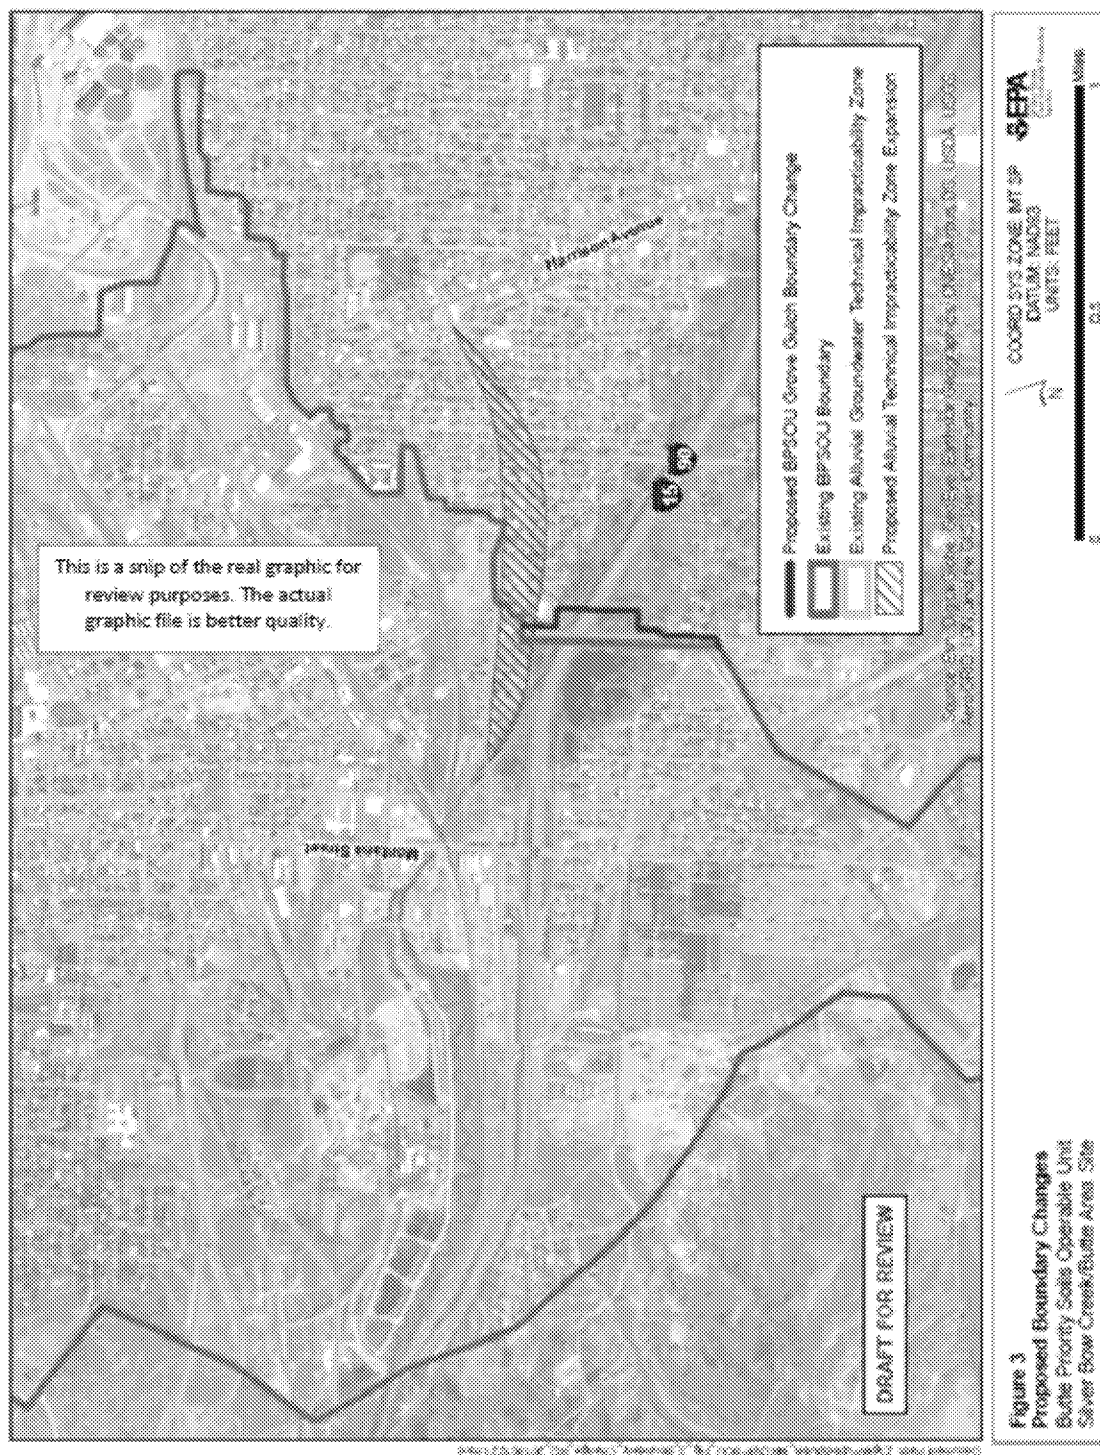 This is a snip of the real graphic for
review purposes. The actual
graphic file is better quality.
Harrison Avenue
Montana Street
15
90
Proposed BPSOU Grove Gulch Boundary Change
Existing BPSOU Boundary
Existing Alluvial Groundwater Technical Impracticability Zone
Proposed Alluvial Technical Impracticability Zone Expansion
DRAFT FOR REVIEW
Figure 3
Proposed Boundary Changes
Butte Priority Soils Operable Unit
Silver Bow Creek/Butte Area Site
N
COORD SYS ZONE: MT SP
DATUM: NAD83
UNITS: FEET
EPA
0 0.5 1
Miles